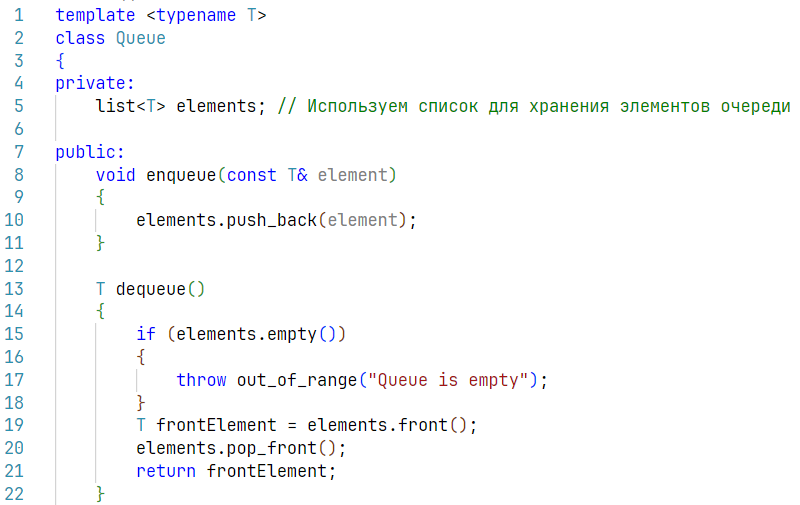 1 template <typename T>
2 class Queue
3 {
4 private:
5     list<T> elements; // Используем список для хранения элементов очереди
6
7 public:
8     void enqueue(const T& element)
9     {
10         elements.push_back(element);
11     }
12
13     T dequeue()
14     {
15         if (elements.empty())
16         {
17             throw out_of_range("Queue is empty");
18         }
19         T frontElement = elements.front();
20         elements.pop_front();
21         return frontElement;
22     }